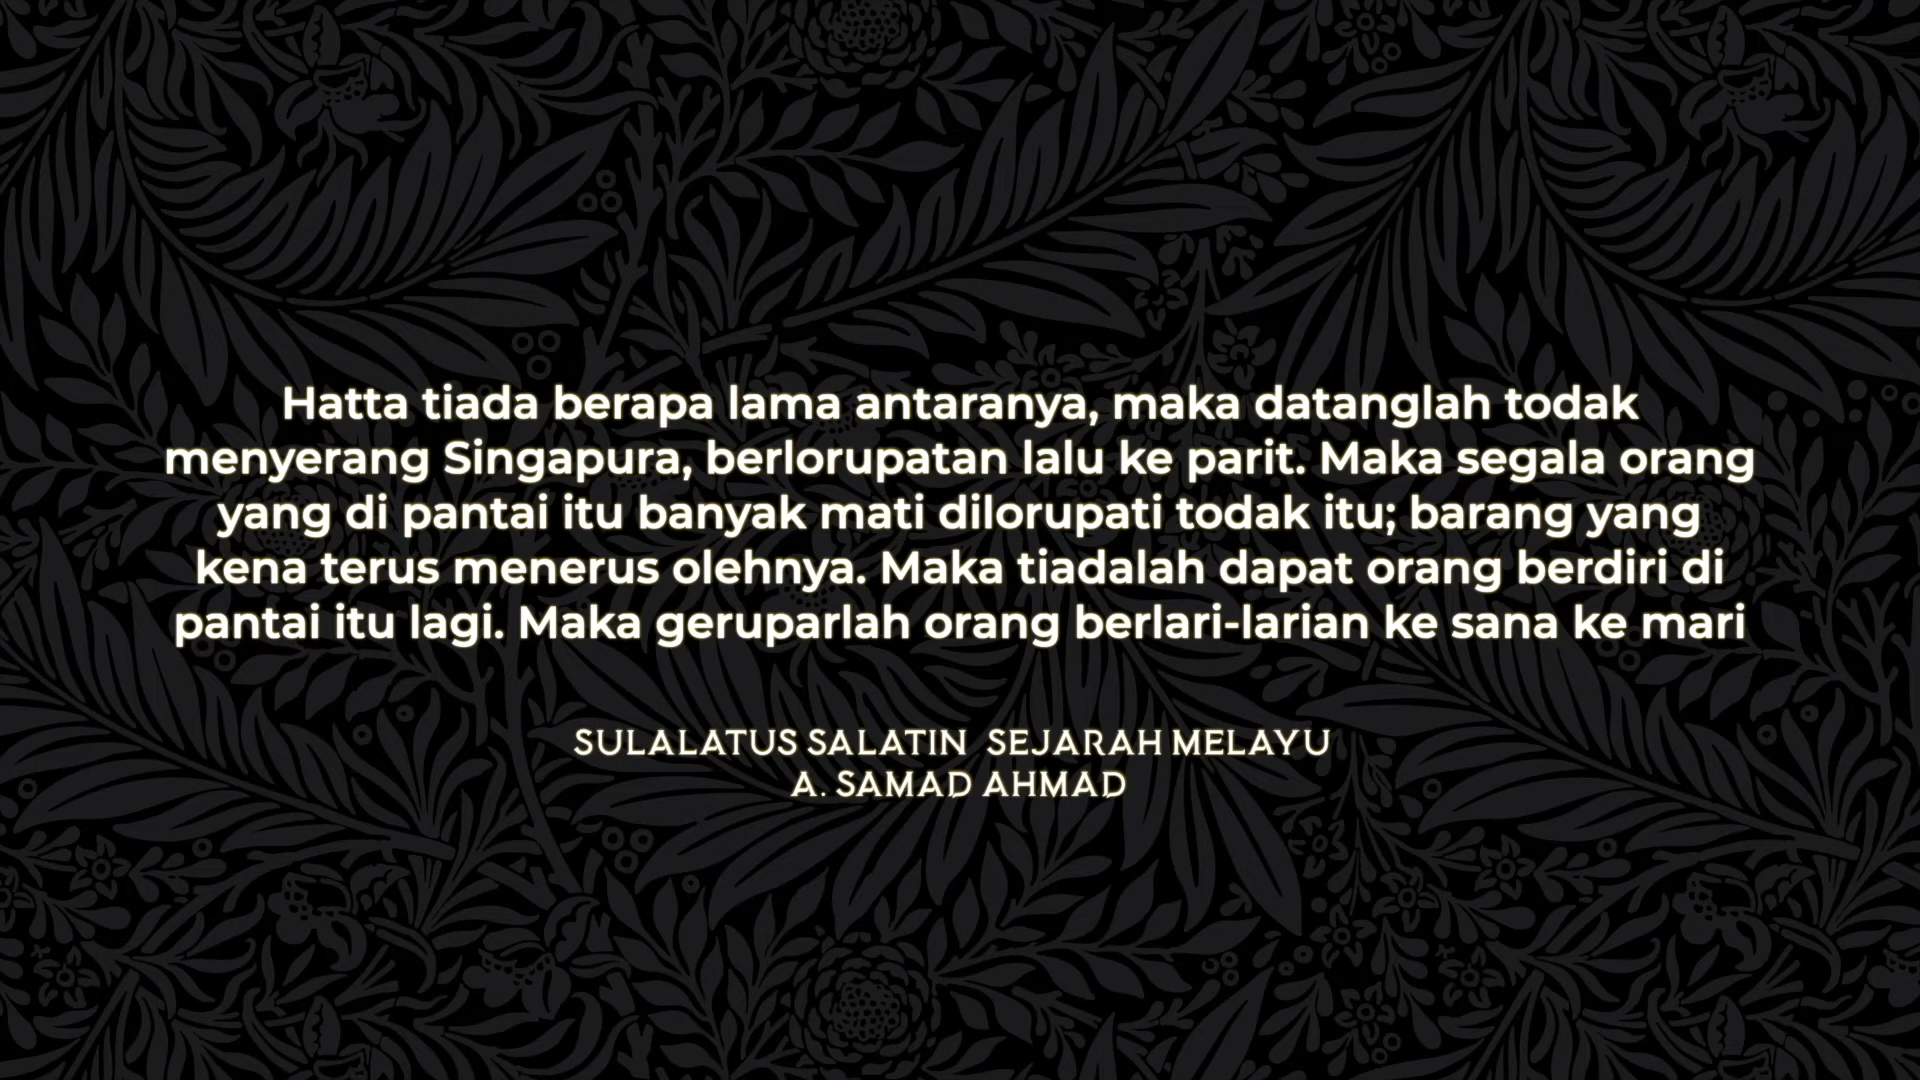 Hatta tiada berapa lama antaranya, maka datanglah todak
menyerang Singapura, berlorupatan lalu ke parit. Maka segala orang
yang di pantai itu banyak mati dilorupati todak itu; barang yang
kena terus menerus olehnya. Maka tiadalah dapat orang berdiri di
pantai itu lagi. Maka geruparlah orang berlari-larian ke sana ke mari
SULALATUS SALATIN SEJARAH MELAYU
A. SAMAD AHMAD